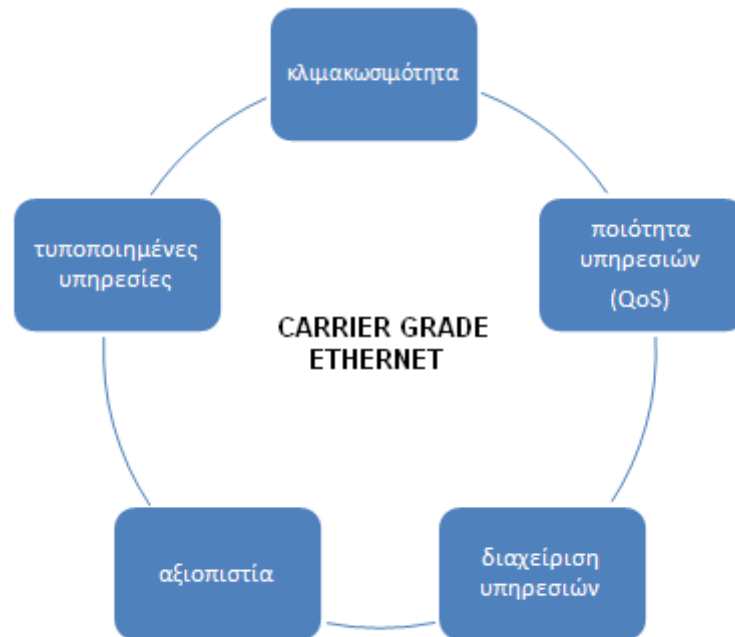 κλιμακωσιμότητα
ποιότητα
υπηρεσιών
(QoS)
τυποποιημένες
υπηρεσίες
CARRIER GRADE
ETHERNET
διαχείριση
υπηρεσιών
αξιοπιστία